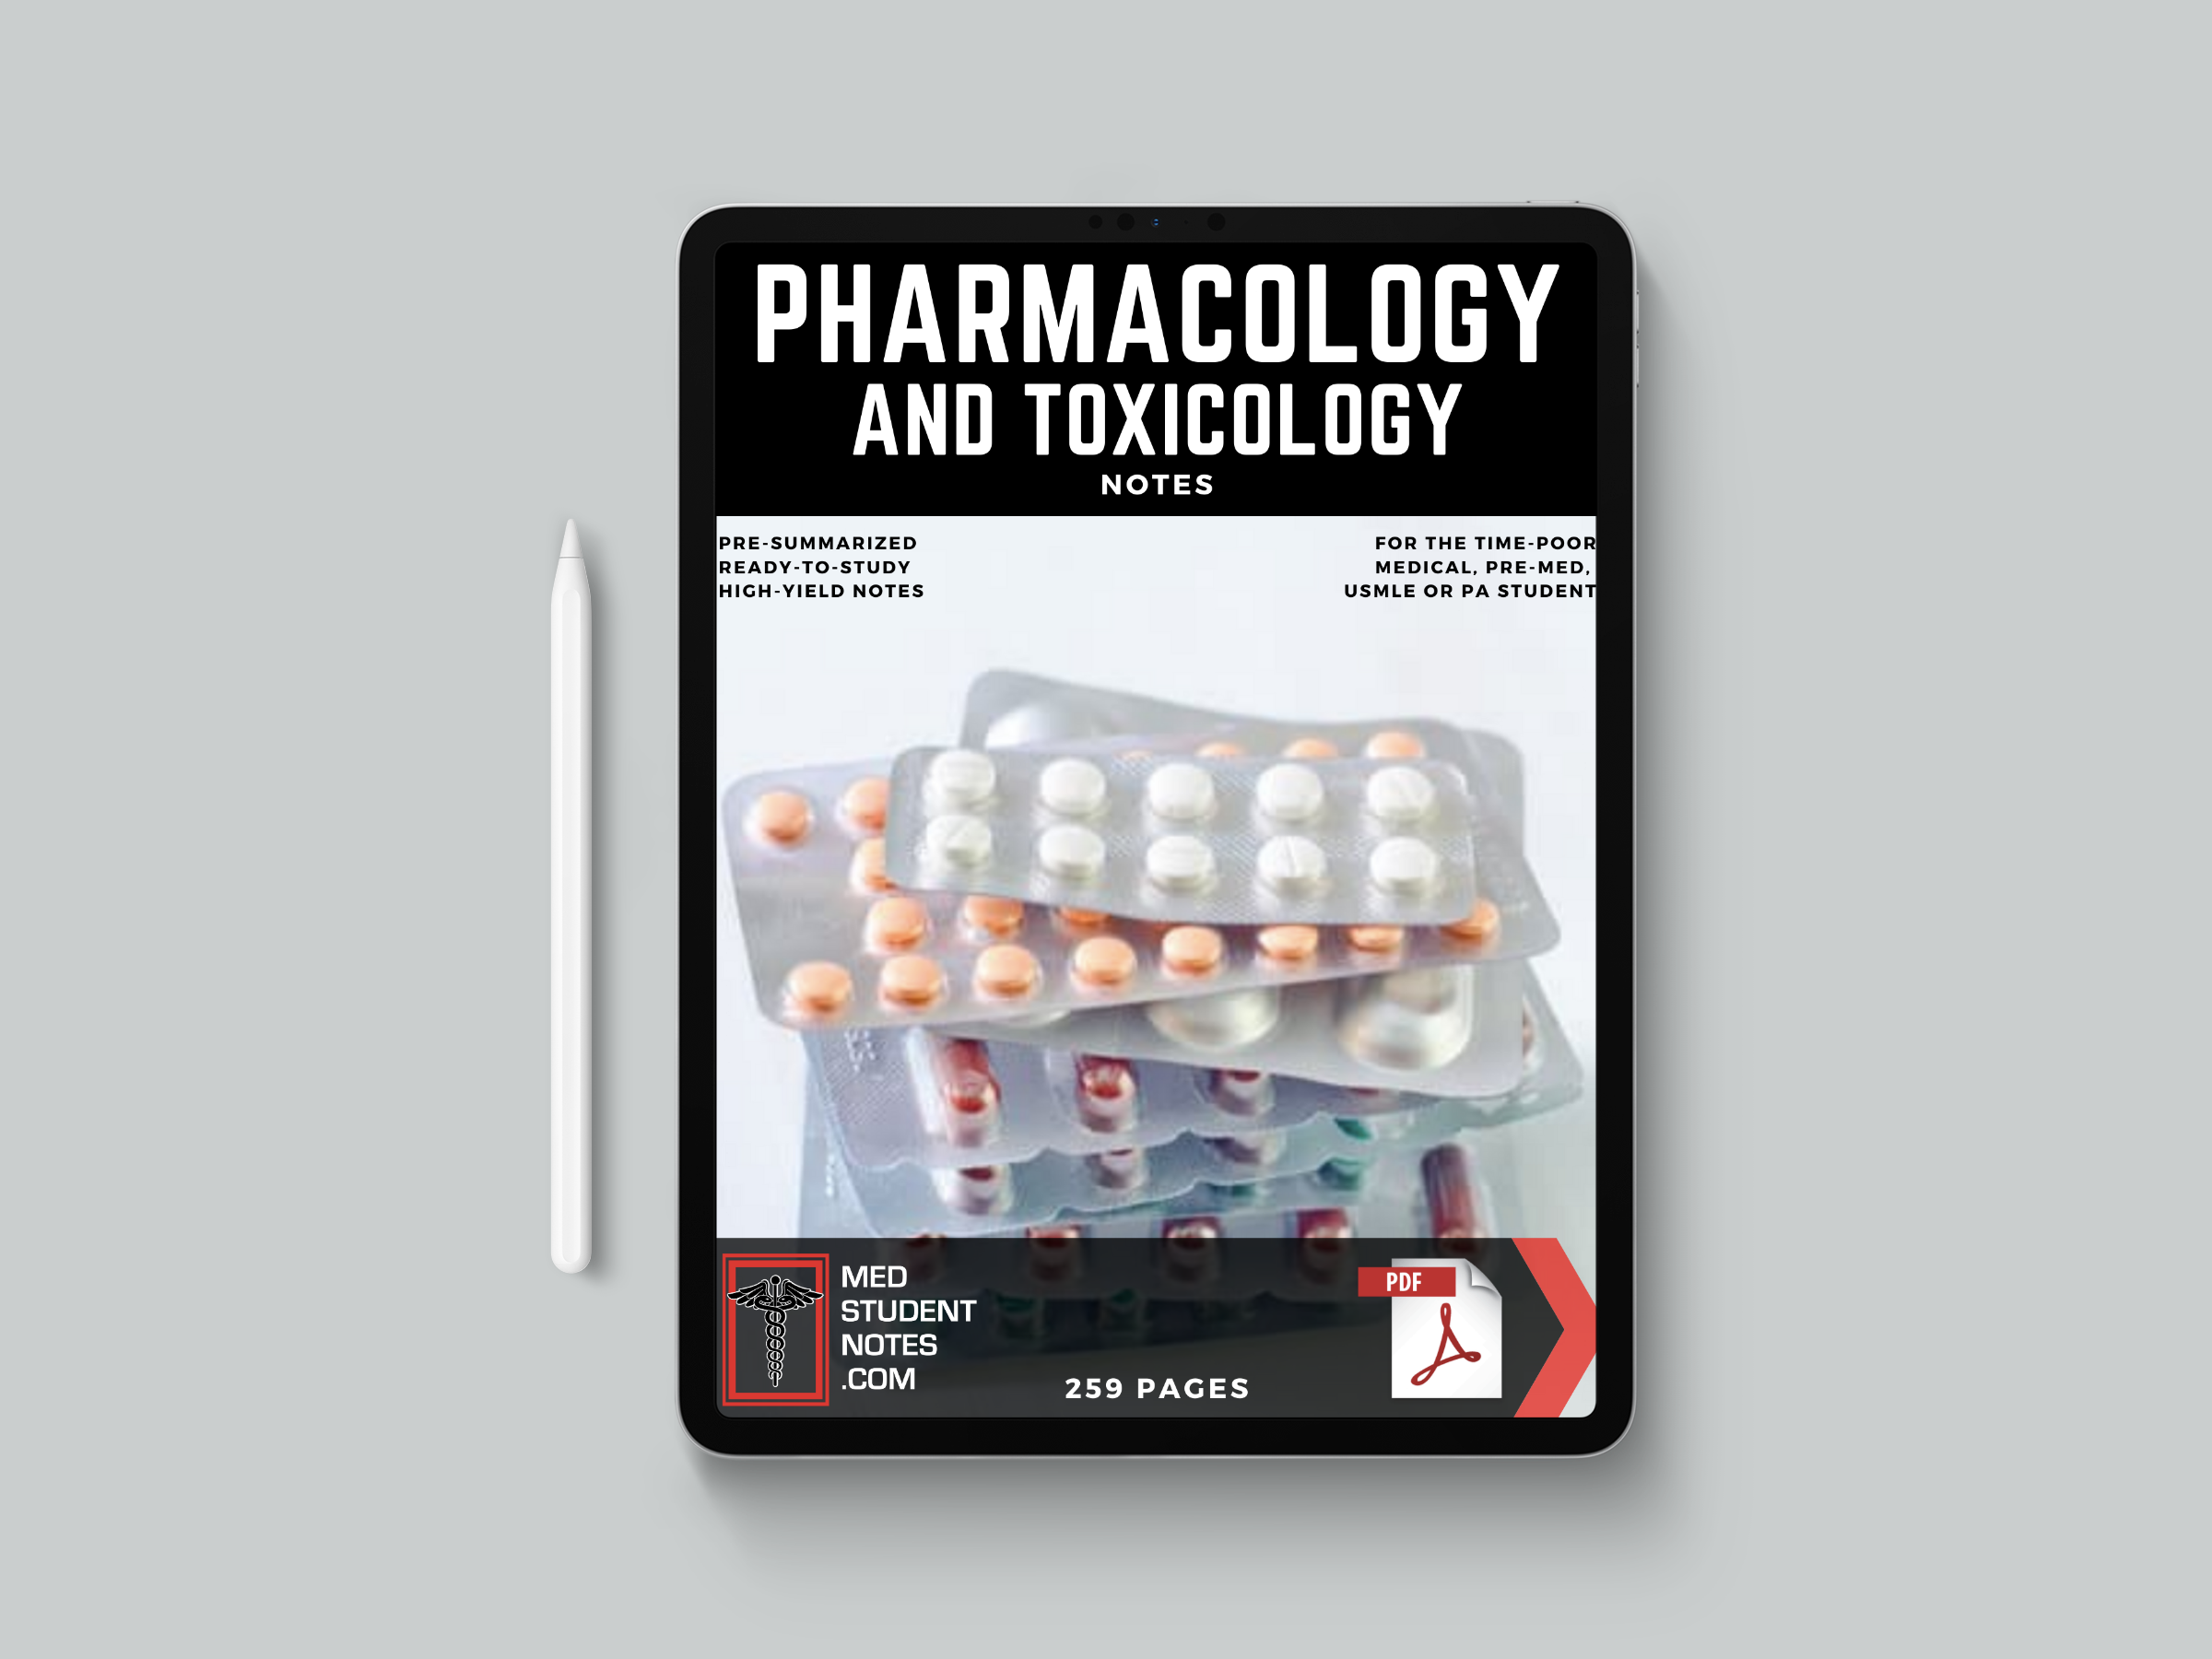 PHARMACOLOGY
AND TOXICOLOGY
NOTES
PRE-SUMMARIZED
READY-TO-STUDY
HIGH-YIELD NOTES
FOR THE TIME-POOR
MEDICAL, PRE-MED,
USMLE OR PA STUDENT
MED
STUDENT
NOTES
.COM
259 PAGES
PDF